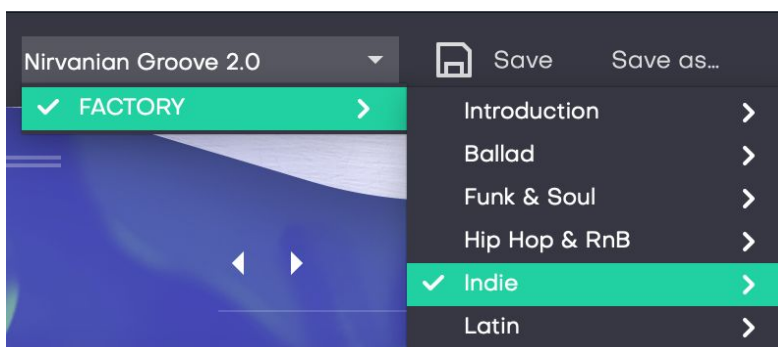 Nirvanian Groove 2.0
Save
Save as...
FACTORY
Introduction
Ballad
Funk & Soul
Hip Hop & RnB
Indie
Latin